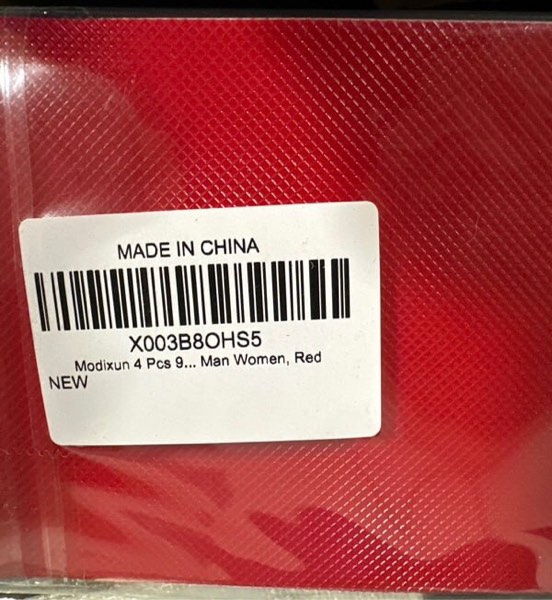 MADE IN CHINA
X003B8OHS5
Modixun 4 Pcs 9... Man Women, Red
NEW